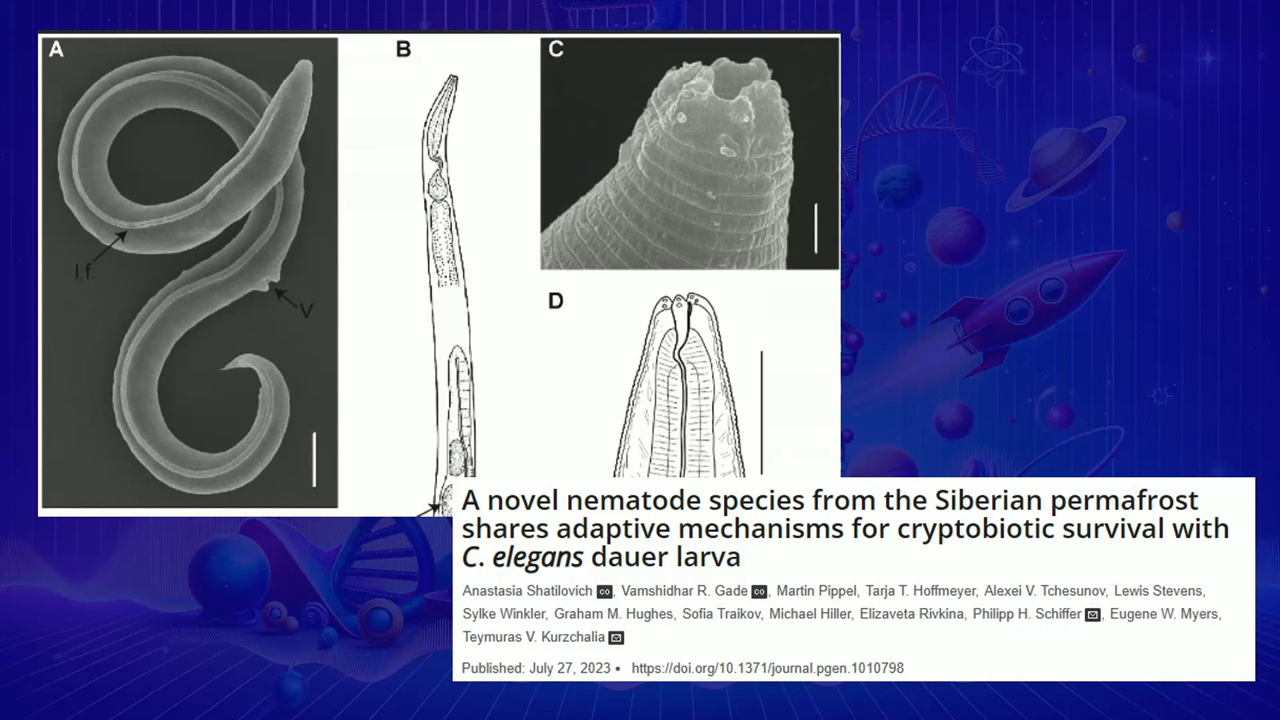 A
B
C
l.f.
V
D
A novel nematode species from the Siberian permafrost
shares adaptive mechanisms for cryptobiotic survival with
C. elegans dauer larva
Anastasia Shatilovich co, Vamshidhar R. Gade co, Martin Pippel, Tarja T. Hoffmeyer, Alexei V. Tchesunov, Lewis Stevens,
Sylke Winkler, Graham M. Hughes, Sofia Traikov, Michael Hiller, Elizaveta Rivkina, Philipp H. Schiffer, Eugene W. Myers,
Teymuras V. Kurzchalia
Published: July 27, 2023 • https://doi.org/10.1371/journal.pgen.1010798